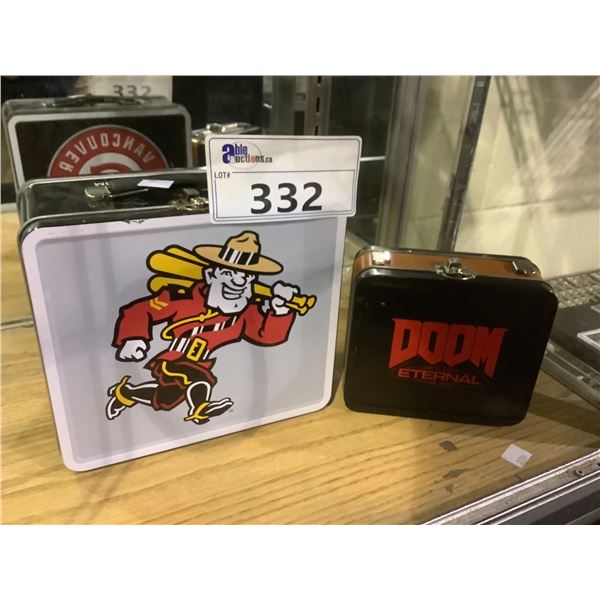 332
VANCOUVER
able
auctions.ca
LOT#
332
DOOM
ETERNAL